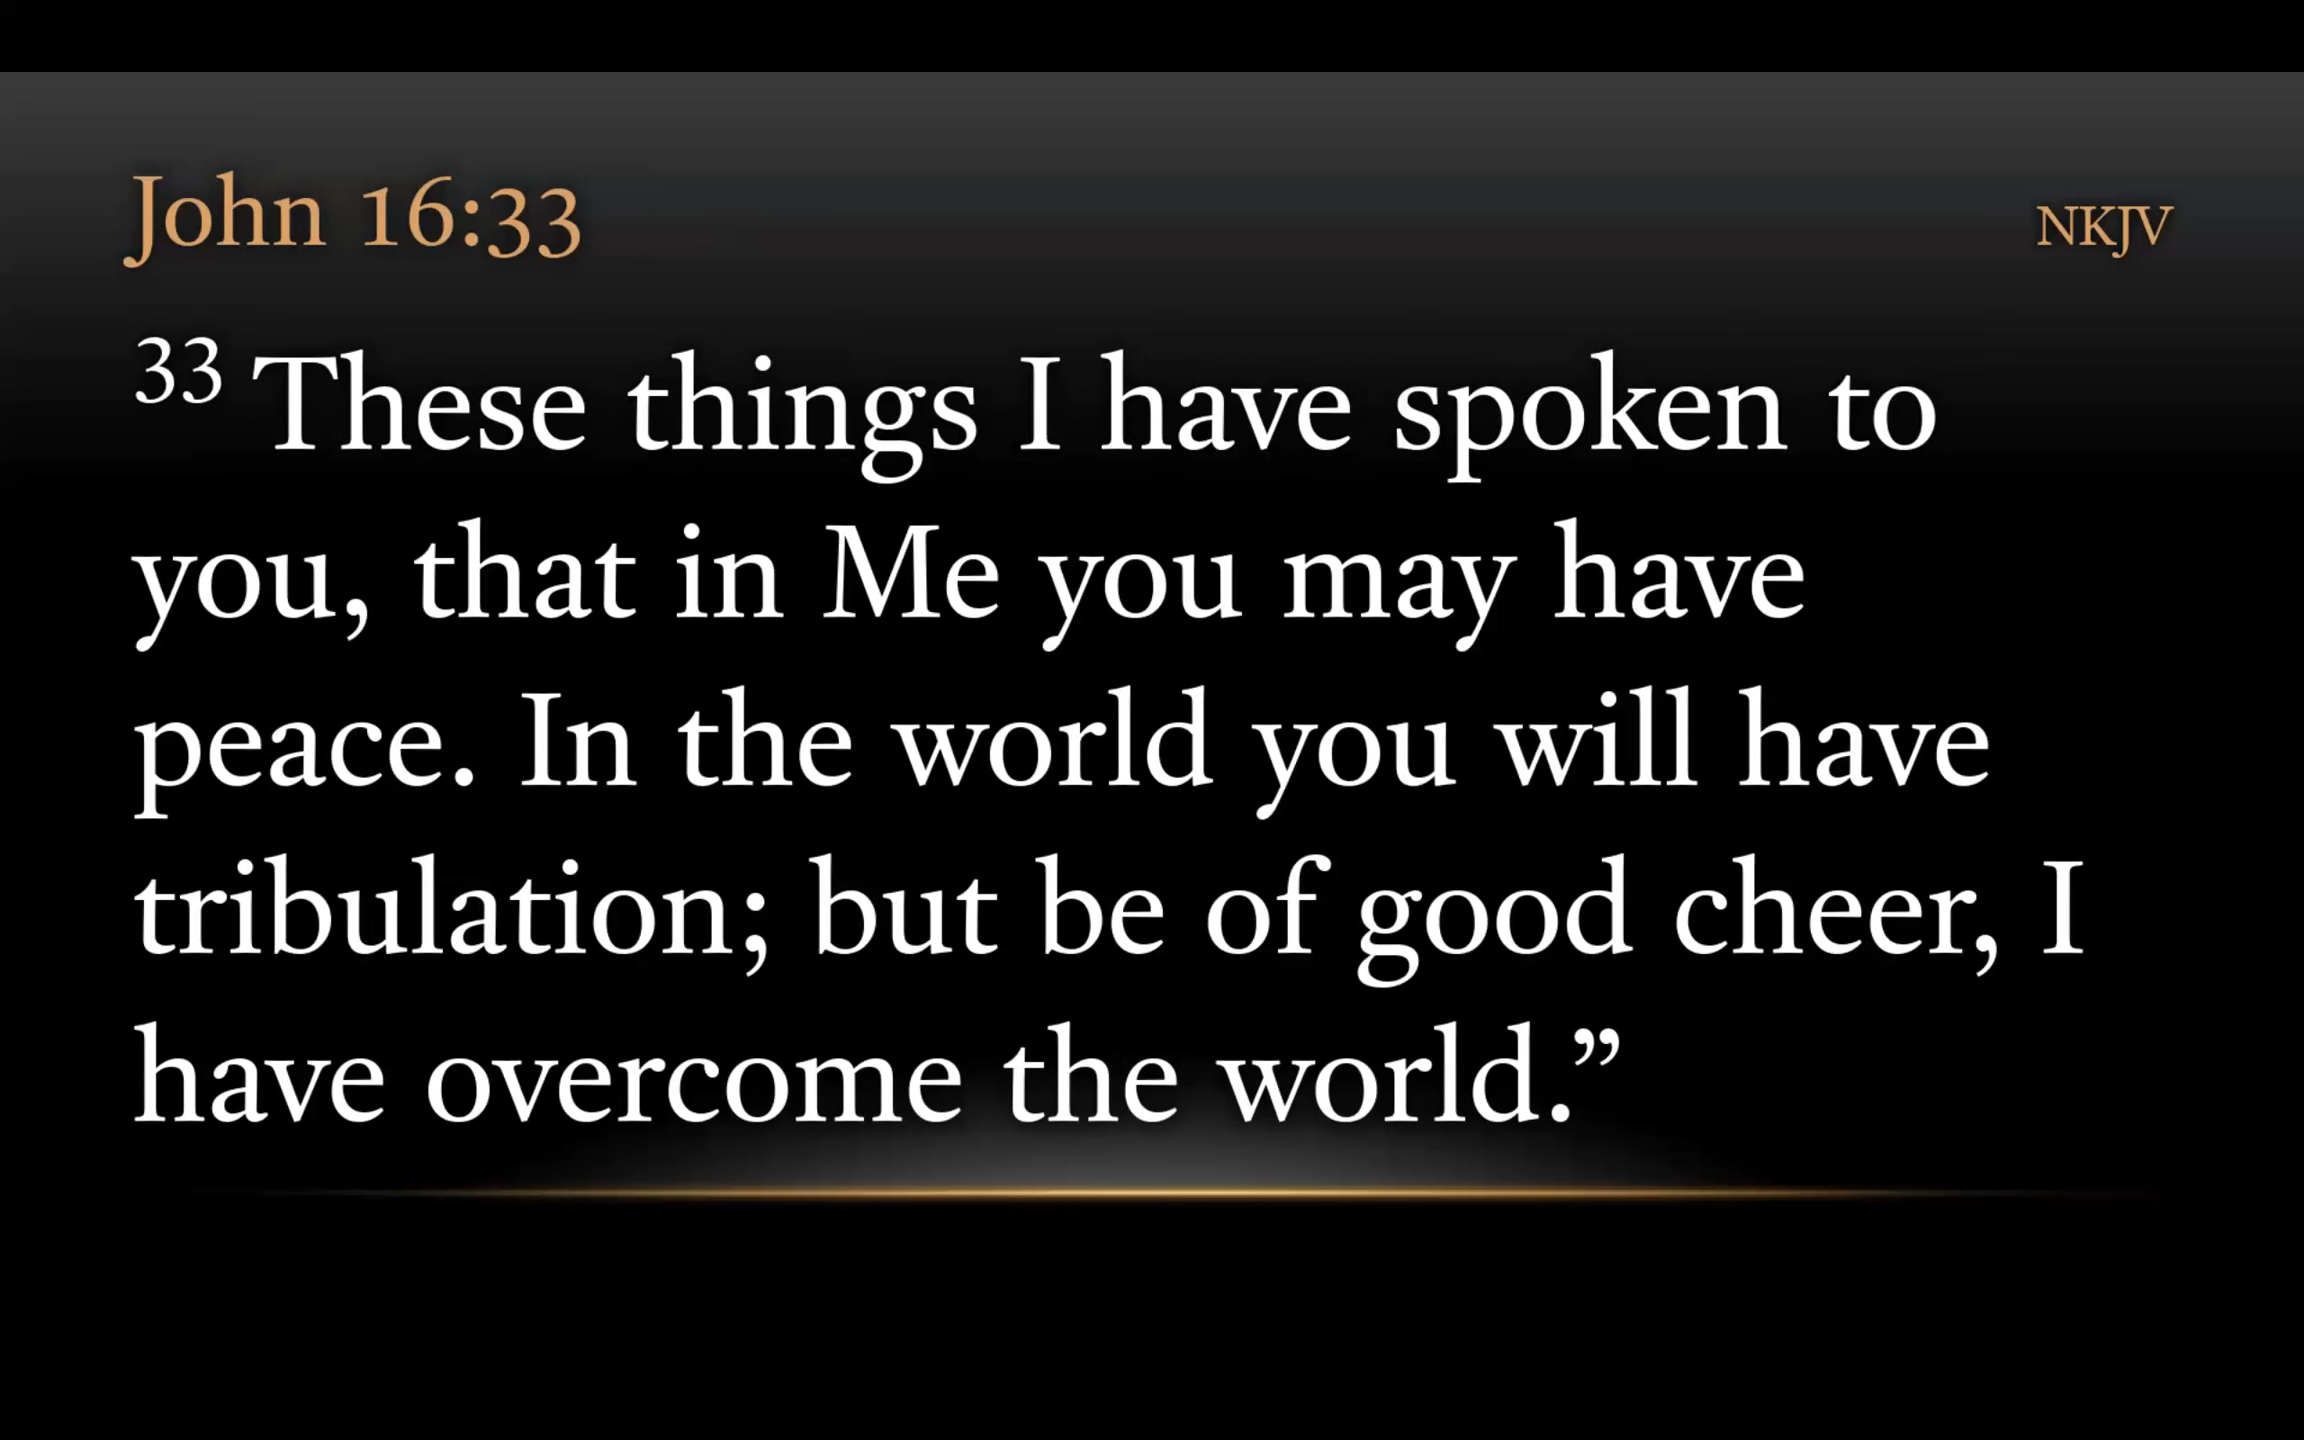 John 16:33 NKJV
33 These things I have spoken to
you, that in Me you may have
peace. In the world you will have
tribulation; but be of good cheer, I
have overcome the world.”